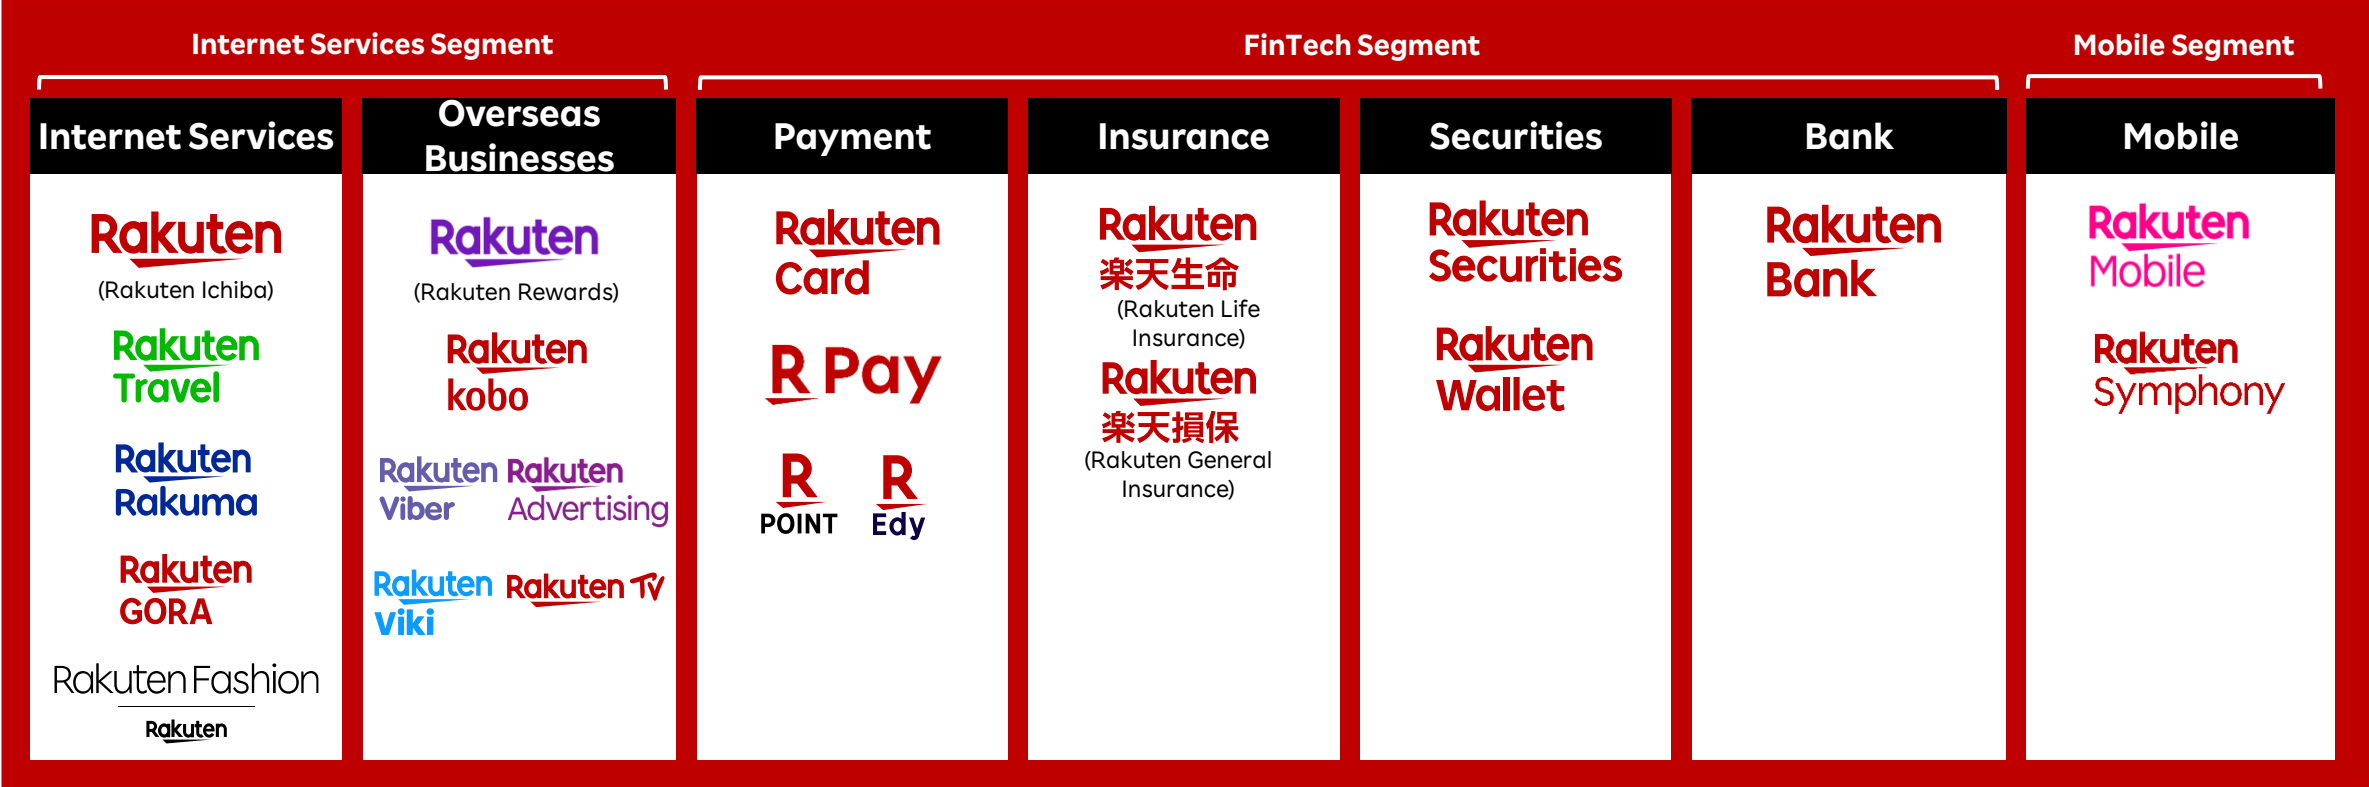 Internet Services Segment
FinTech Segment
Mobile Segment
Internet Services
Overseas
Businesses
Payment
Insurance
Securities
Bank
Mobile
Rakuten
(Rakuten Ichiba)
Rakuten
Travel
Rakuten
Rakuma
Rakuten
GORA
Rakuten Fashion
Rakuten
Rakuten
(Rakuten Rewards)
Rakuten
kobo
Rakuten
Viber
Rakuten
Advertising
Rakuten
Viki
Rakuten TV
Rakuten
Card
R Pay
R
POINT
R
Edy
Rakuten
楽天生命
(Rakuten Life
Insurance)
Rakuten
楽天損保
(Rakuten General
Insurance)
Rakuten
Securities
Rakuten
Wallet
Rakuten
Bank
Rakuten
Mobile
Rakuten
Symphony